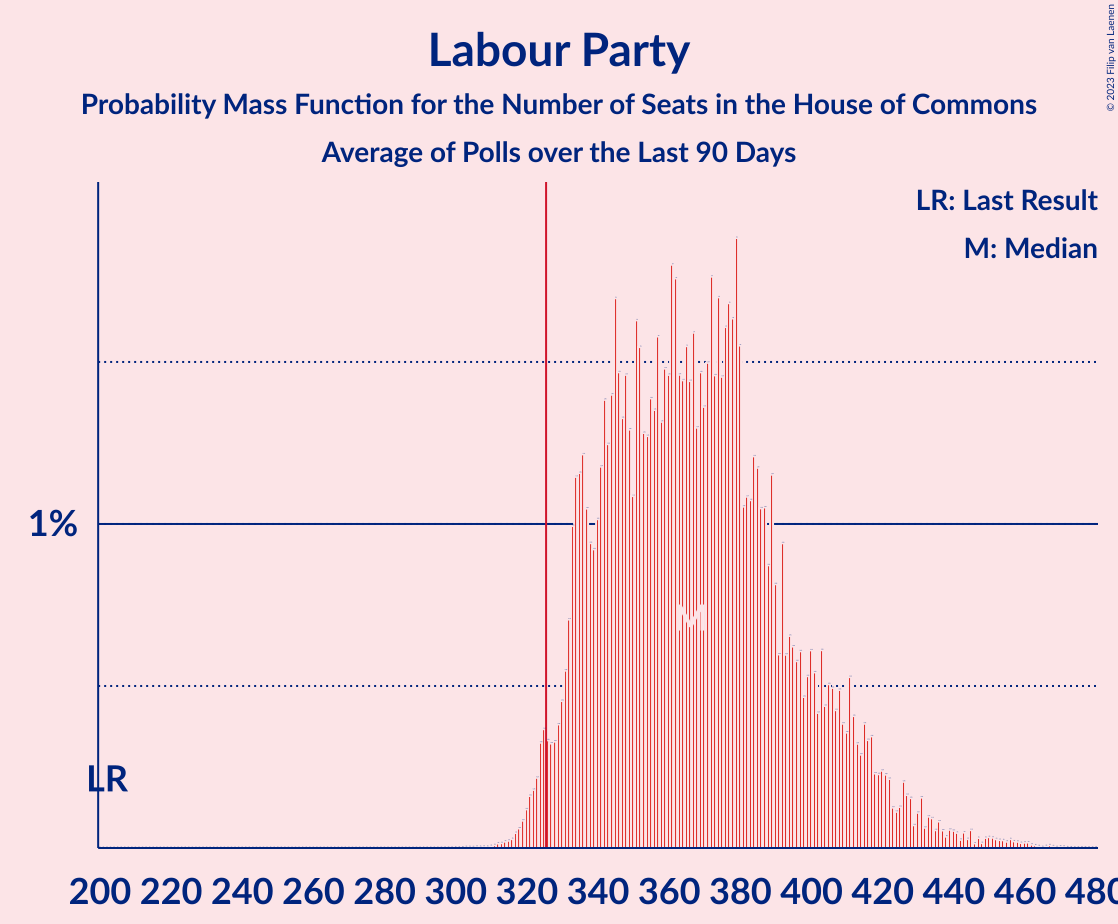 Labour Party
Probability Mass Function for the Number of Seats in the House of Commons
Average of Polls over the Last 90 Days
© 2023 Filip van Laenen
LR: Last Result
M: Median
1%
M
LR
200 220 240 260 280 300 320 340 360 380 400 420 440 460 480